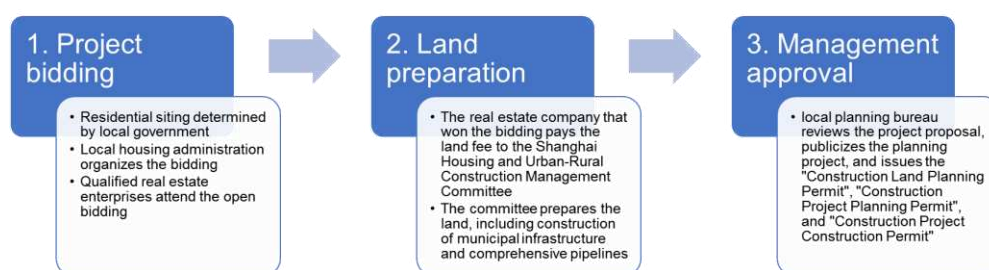 1. Project
bidding
• Residential siting determined
by local government
• Local housing administration
organizes the bidding
• Qualified real estate
enterprises attend the open
bidding
2. Land
preparation
• The real estate company that
won the bidding pays the
land fee to the Shanghai
Housing and Urban-Rural
Construction Management
Committee
• The committee prepares the
land, including construction
of municipal infrastructure
and comprehensive pipelines
3. Management
approval
• local planning bureau
reviews the project proposal,
publicizes the planning
project, and issues the
"Construction Land Planning
Permit", "Construction
Project Planning Permit",
and "Construction Project
Construction Permit"